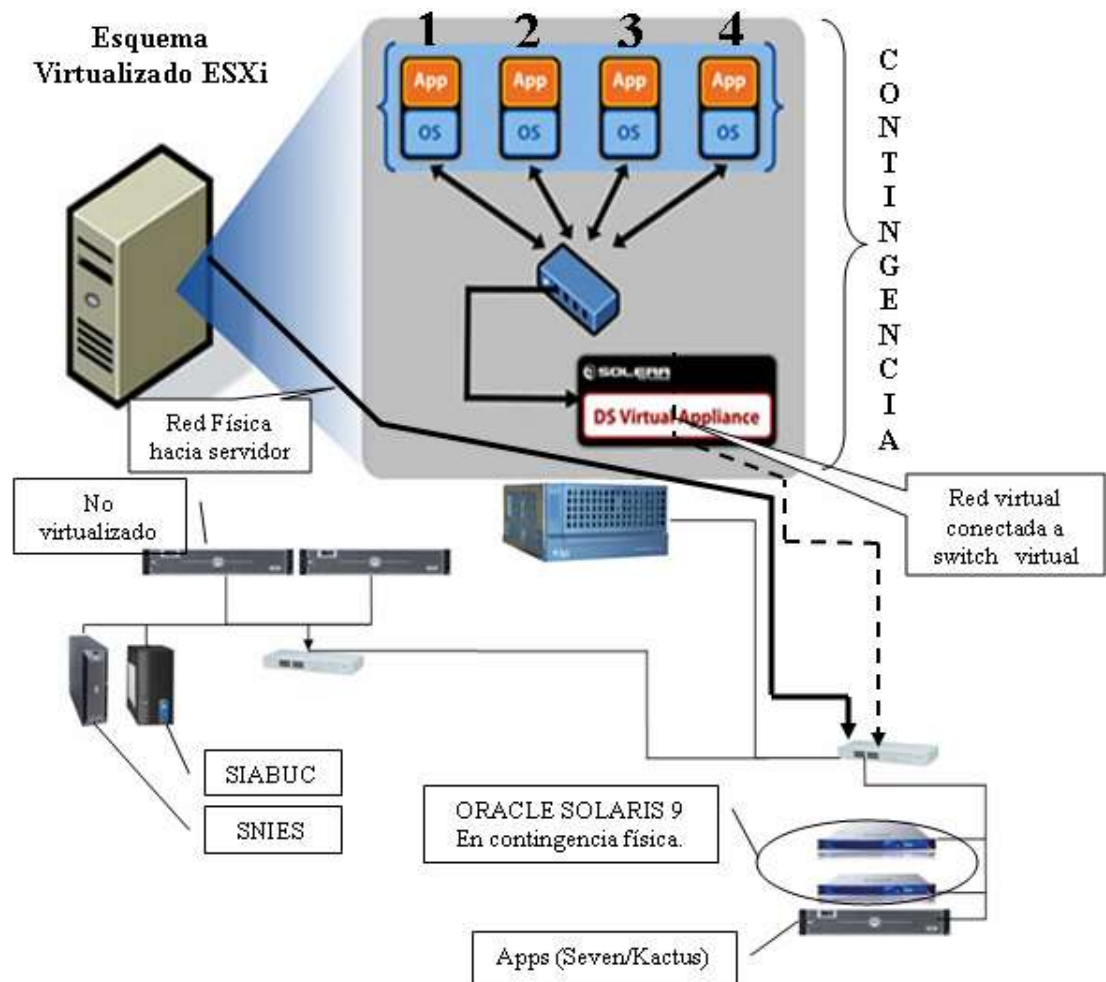 Esquema
Virtualizado ESXi
1 2 3 4
App App App App
OS OS OS OS
CONTINGENCIA
SOLERA
DS Virtual Appliance
Red Física
hacia servidor
No
virtualizado
Red virtual
conectada a
switch virtual
SIABUC
SNIES
ORACLE SOLARIS 9
En contingencia física.
Apps (Seven/Kactus)